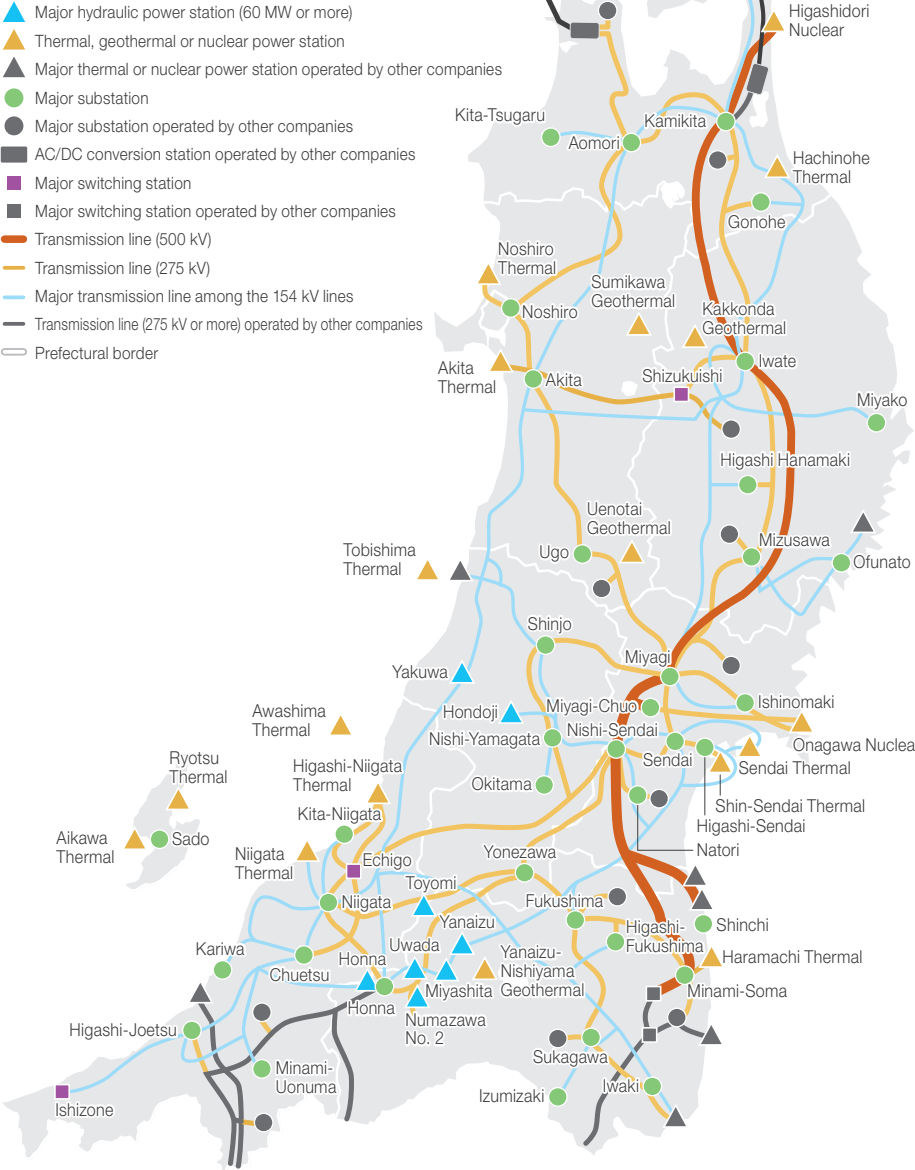 Major hydraulic power station (60 MW or more)
Thermal, geothermal or nuclear power station
Major thermal or nuclear power station operated by other companies
Major substation
Major substation operated by other companies
AC/DC conversion station operated by other companies
Major switching station
Major switching station operated by other companies
Transmission line (500 kV)
Transmission line (275 kV)
Major transmission line among the 154 kV lines
Transmission line (275 kV or more) operated by other companies
Prefectural border
Higashidori
Nuclear
Kita-Tsugaru
Aomori
Kamikita
Hachinohe
Thermal
Gonohe
Noshiro
Thermal
Sumikawa
Geothermal
Noshiro
Kakkonda
Geothermal
Akita
Thermal
Akita
Shizukuishi
Iwate
Miyako
Higashi Hanamaki
Uenotai
Geothermal
Tobishima
Thermal
Ugo
Mizusawa
Ofunato
Shinjo
Miyagi
Yakuwa
Hondoji
Miyagi-Chuo
Ishinomaki
Awashima
Thermal
Nishi-Yamagata
Nishi-Sendai
Sendai
Onagawa Nuclea
Sendai Thermal
Ryotsu
Thermal
Higashi-Niigata
Thermal
Okitama
Shin-Sendai Thermal
Higashi-Sendai
Kita-Niigata
Aikawa
Thermal
Sado
Niigata
Thermal
Echigo
Yonezawa
Natori
Toyomi
Niigata
Fukushima
Yanaizu
Shinchi
Higashi-
Fukushima
Kariwa
Chuetsu
Honna
Uwada
Yanaizu-
Nishiyama
Geothermal
Haramachi Thermal
Miyashita
Minami-Soma
Honna
Numazawa
No. 2
Higashi-Joetsu
Sukagawa
Minami-
Uonuma
Izumizaki
Iwaki
Ishizone